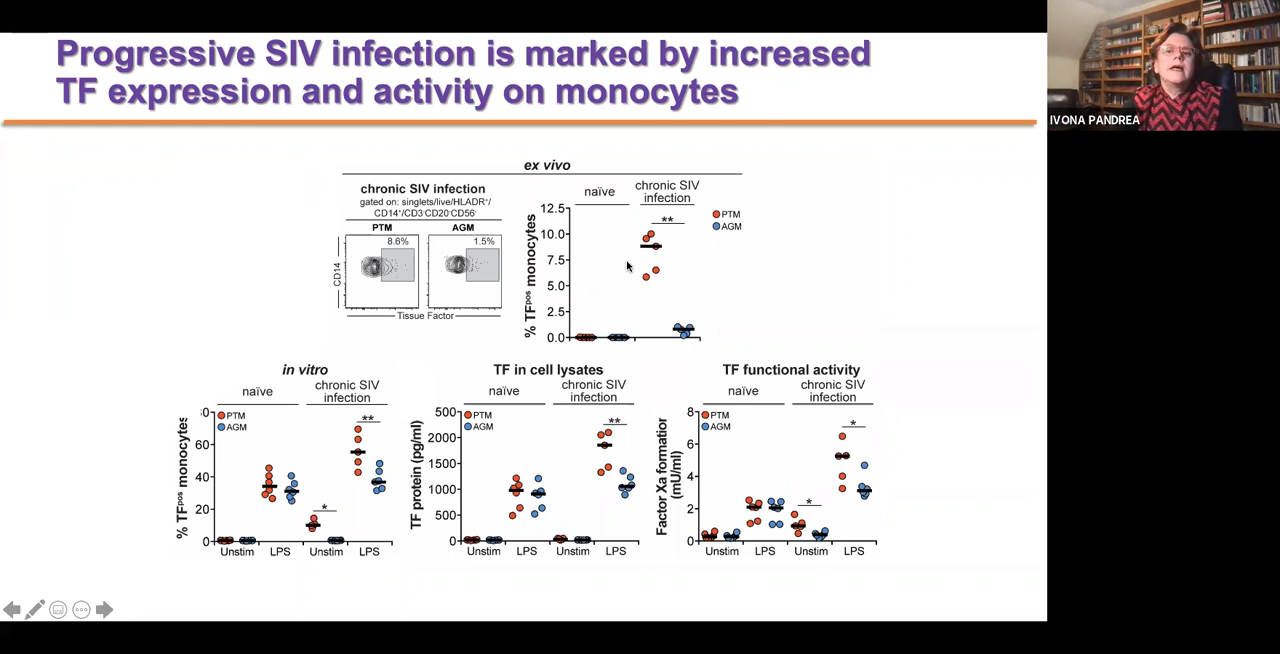 Progressive SIV infection is marked by increased
TF expression and activity on monocytes
IVONA PANDREA
ex vivo
chronic SIV infection
gated on: singlets/live/HLADR+/
CD14+/CD3-CD20-CD56-
PTM
AGM
8.6%
1.5%
CD14
Tissue Factor
naïve
chronic SIV
infection
% TFpos monocytes
12.5
10.0
7.5
5.0
2.5
0.0
**
PTM
AGM
in vitro
naïve
chronic SIV
infection
% TFpos monocytes
60
40
20
0
PTM
AGM
*
**
Unstim
LPS
Unstim
LPS
TF in cell lysates
naïve
chronic SIV
infection
TF protein (pg/ml)
500
2000
1500
1000
500
0
PTM
AGM
**
Unstim
LPS
Unstim
LPS
TF functional activity
naïve
chronic SIV
infection
Factor Xa formation
(mU/ml)
8
6
4
2
0
PTM
AGM
*
*
Unstim
LPS
Unstim
LPS